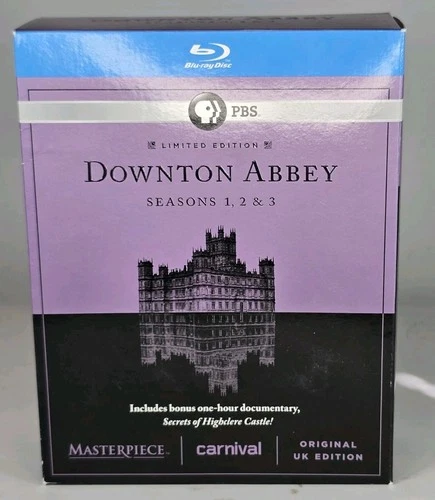 Blu-ray Disc
PBS
LIMITED EDITION
DOWNTON ABBEY
SEASONS 1, 2 & 3
Includes bonus one-hour documentary,
Secrets of Highclere Castle!
MASTERPIECE™ carnival ORIGINAL
UK EDITION